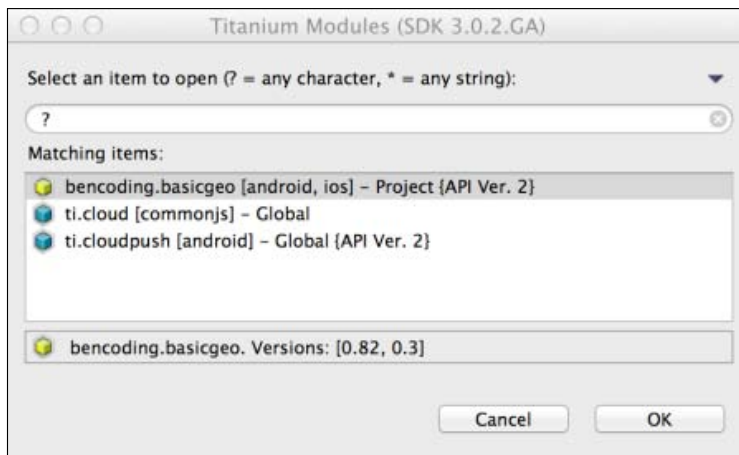 Titanium Modules (SDK 3.0.2.GA)
Select an item to open (? = any character, * = any string):
?
Matching items:
bencoding.basicgeo [android, ios] – Project {API Ver. 2}
ti.cloud [commonjs] – Global
ti.cloudpush [android] – Global {API Ver. 2}
bencoding.basicgeo. Versions: [0.82, 0.3]
Cancel OK